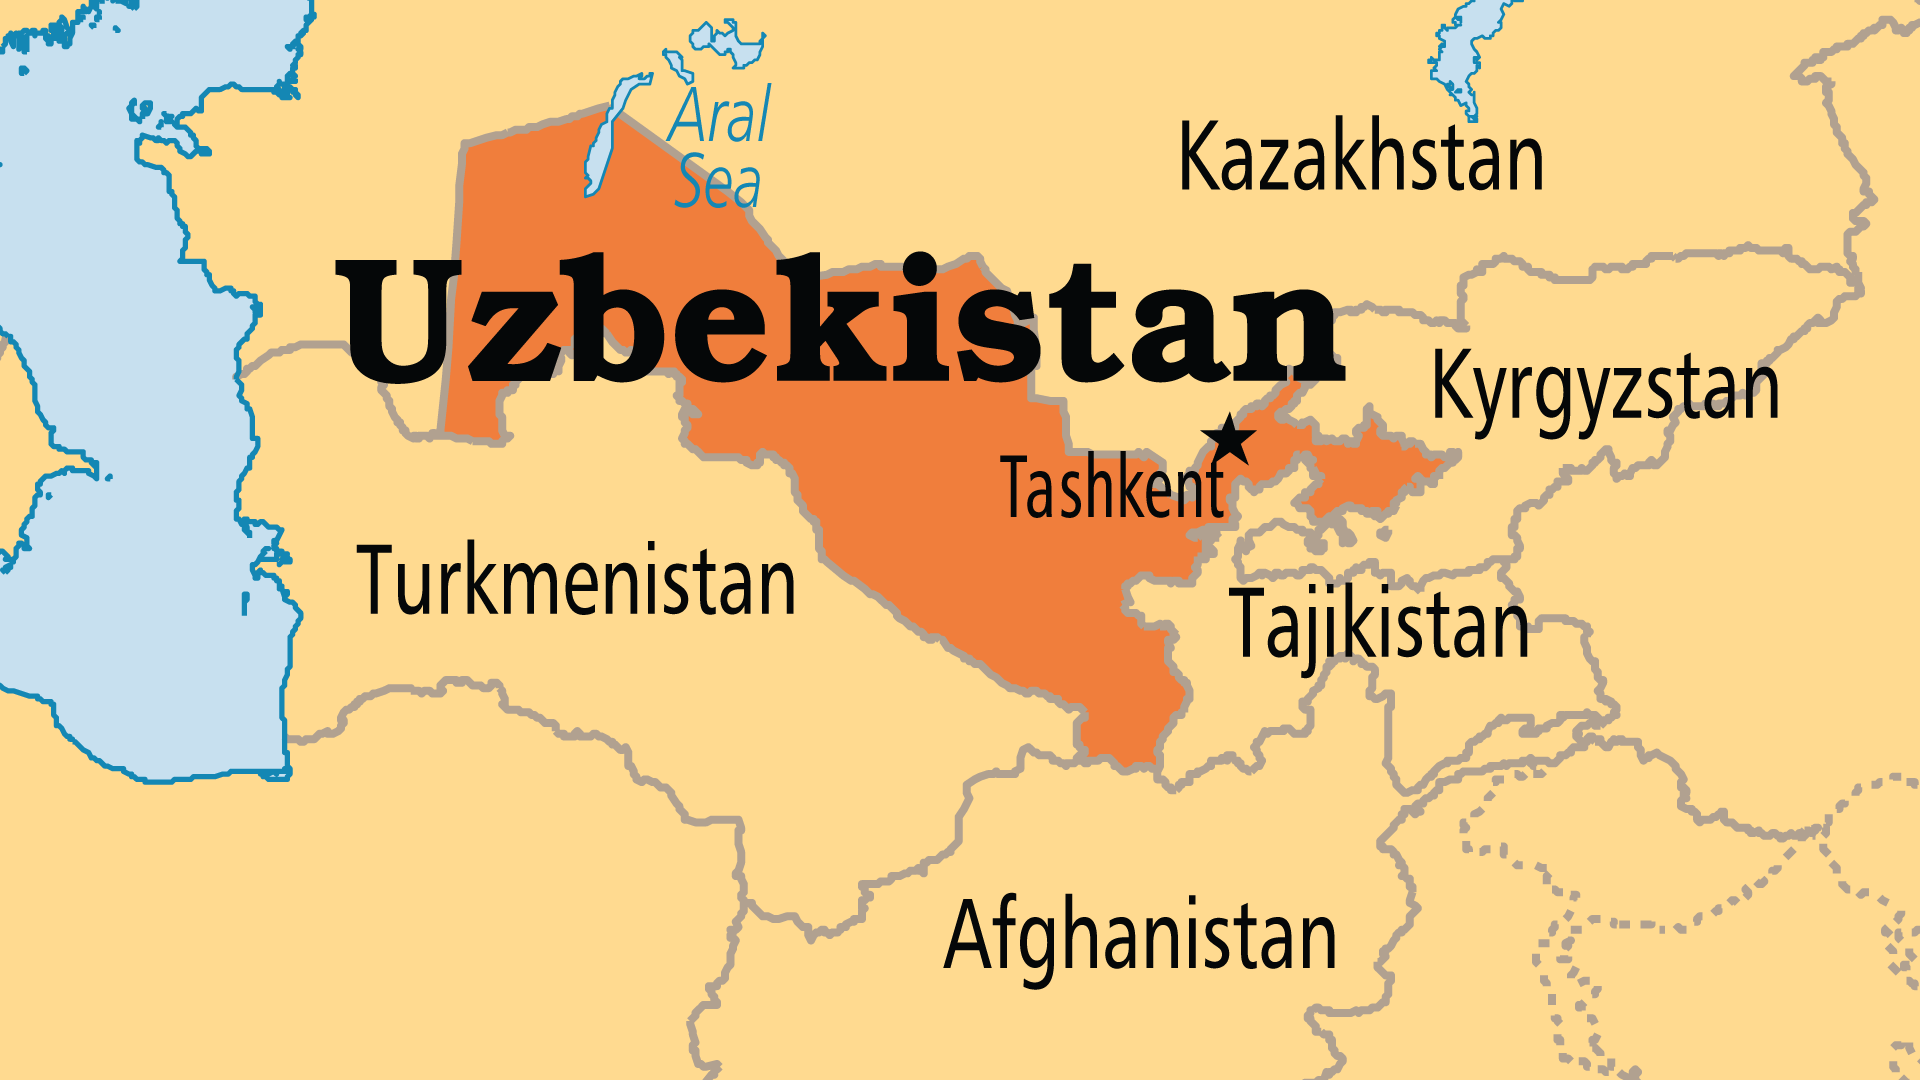 Aral
Sea
Kazakhstan
Uzbekistan
Kyrgyzstan
Tashkent
Turkmenistan
Tajikistan
Afghanistan